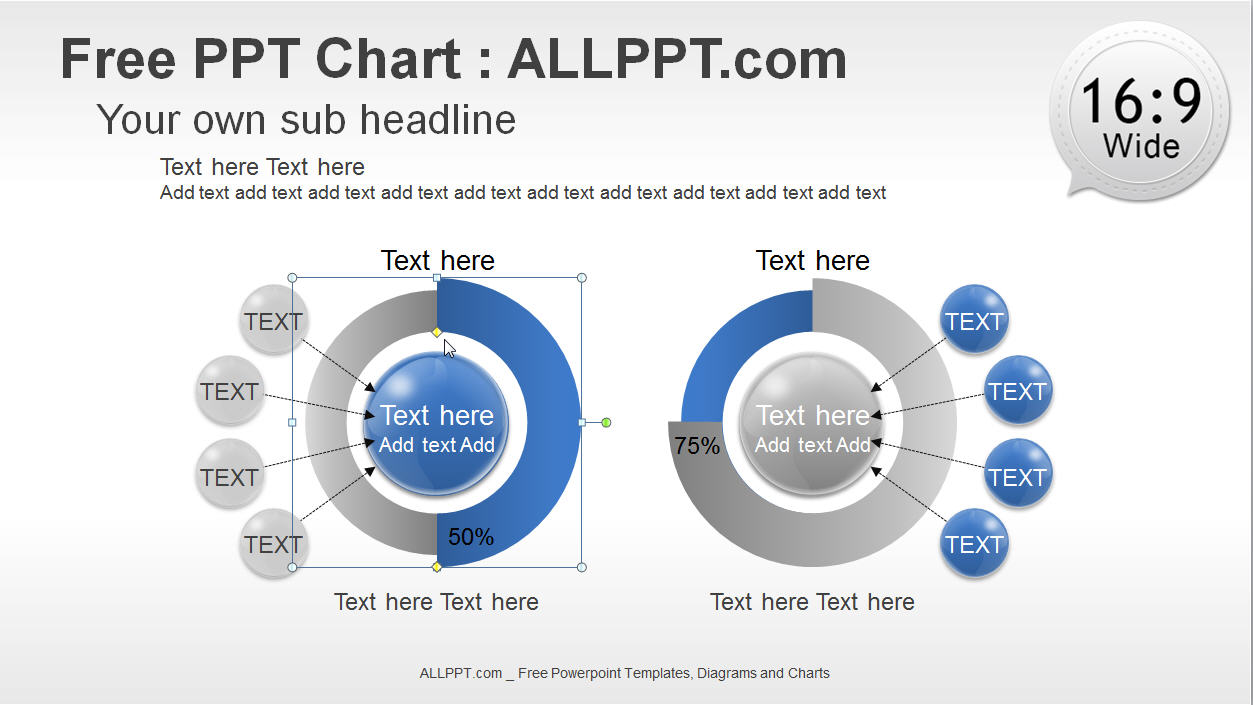 Free PPT Chart : ALLPPT.com
16:9
Wide
Your own sub headline
Text here Text here
Add text add text add text add text add text add text add text add text add text add text
Text here
TEXT
TEXT
TEXT
TEXT
Text here
Add text Add
50%
Text here Text here
Text here
75%
Text here
Add text Add
TEXT
TEXT
TEXT
TEXT
Text here Text here
ALLPPT.com _ Free Powerpoint Templates, Diagrams and Charts